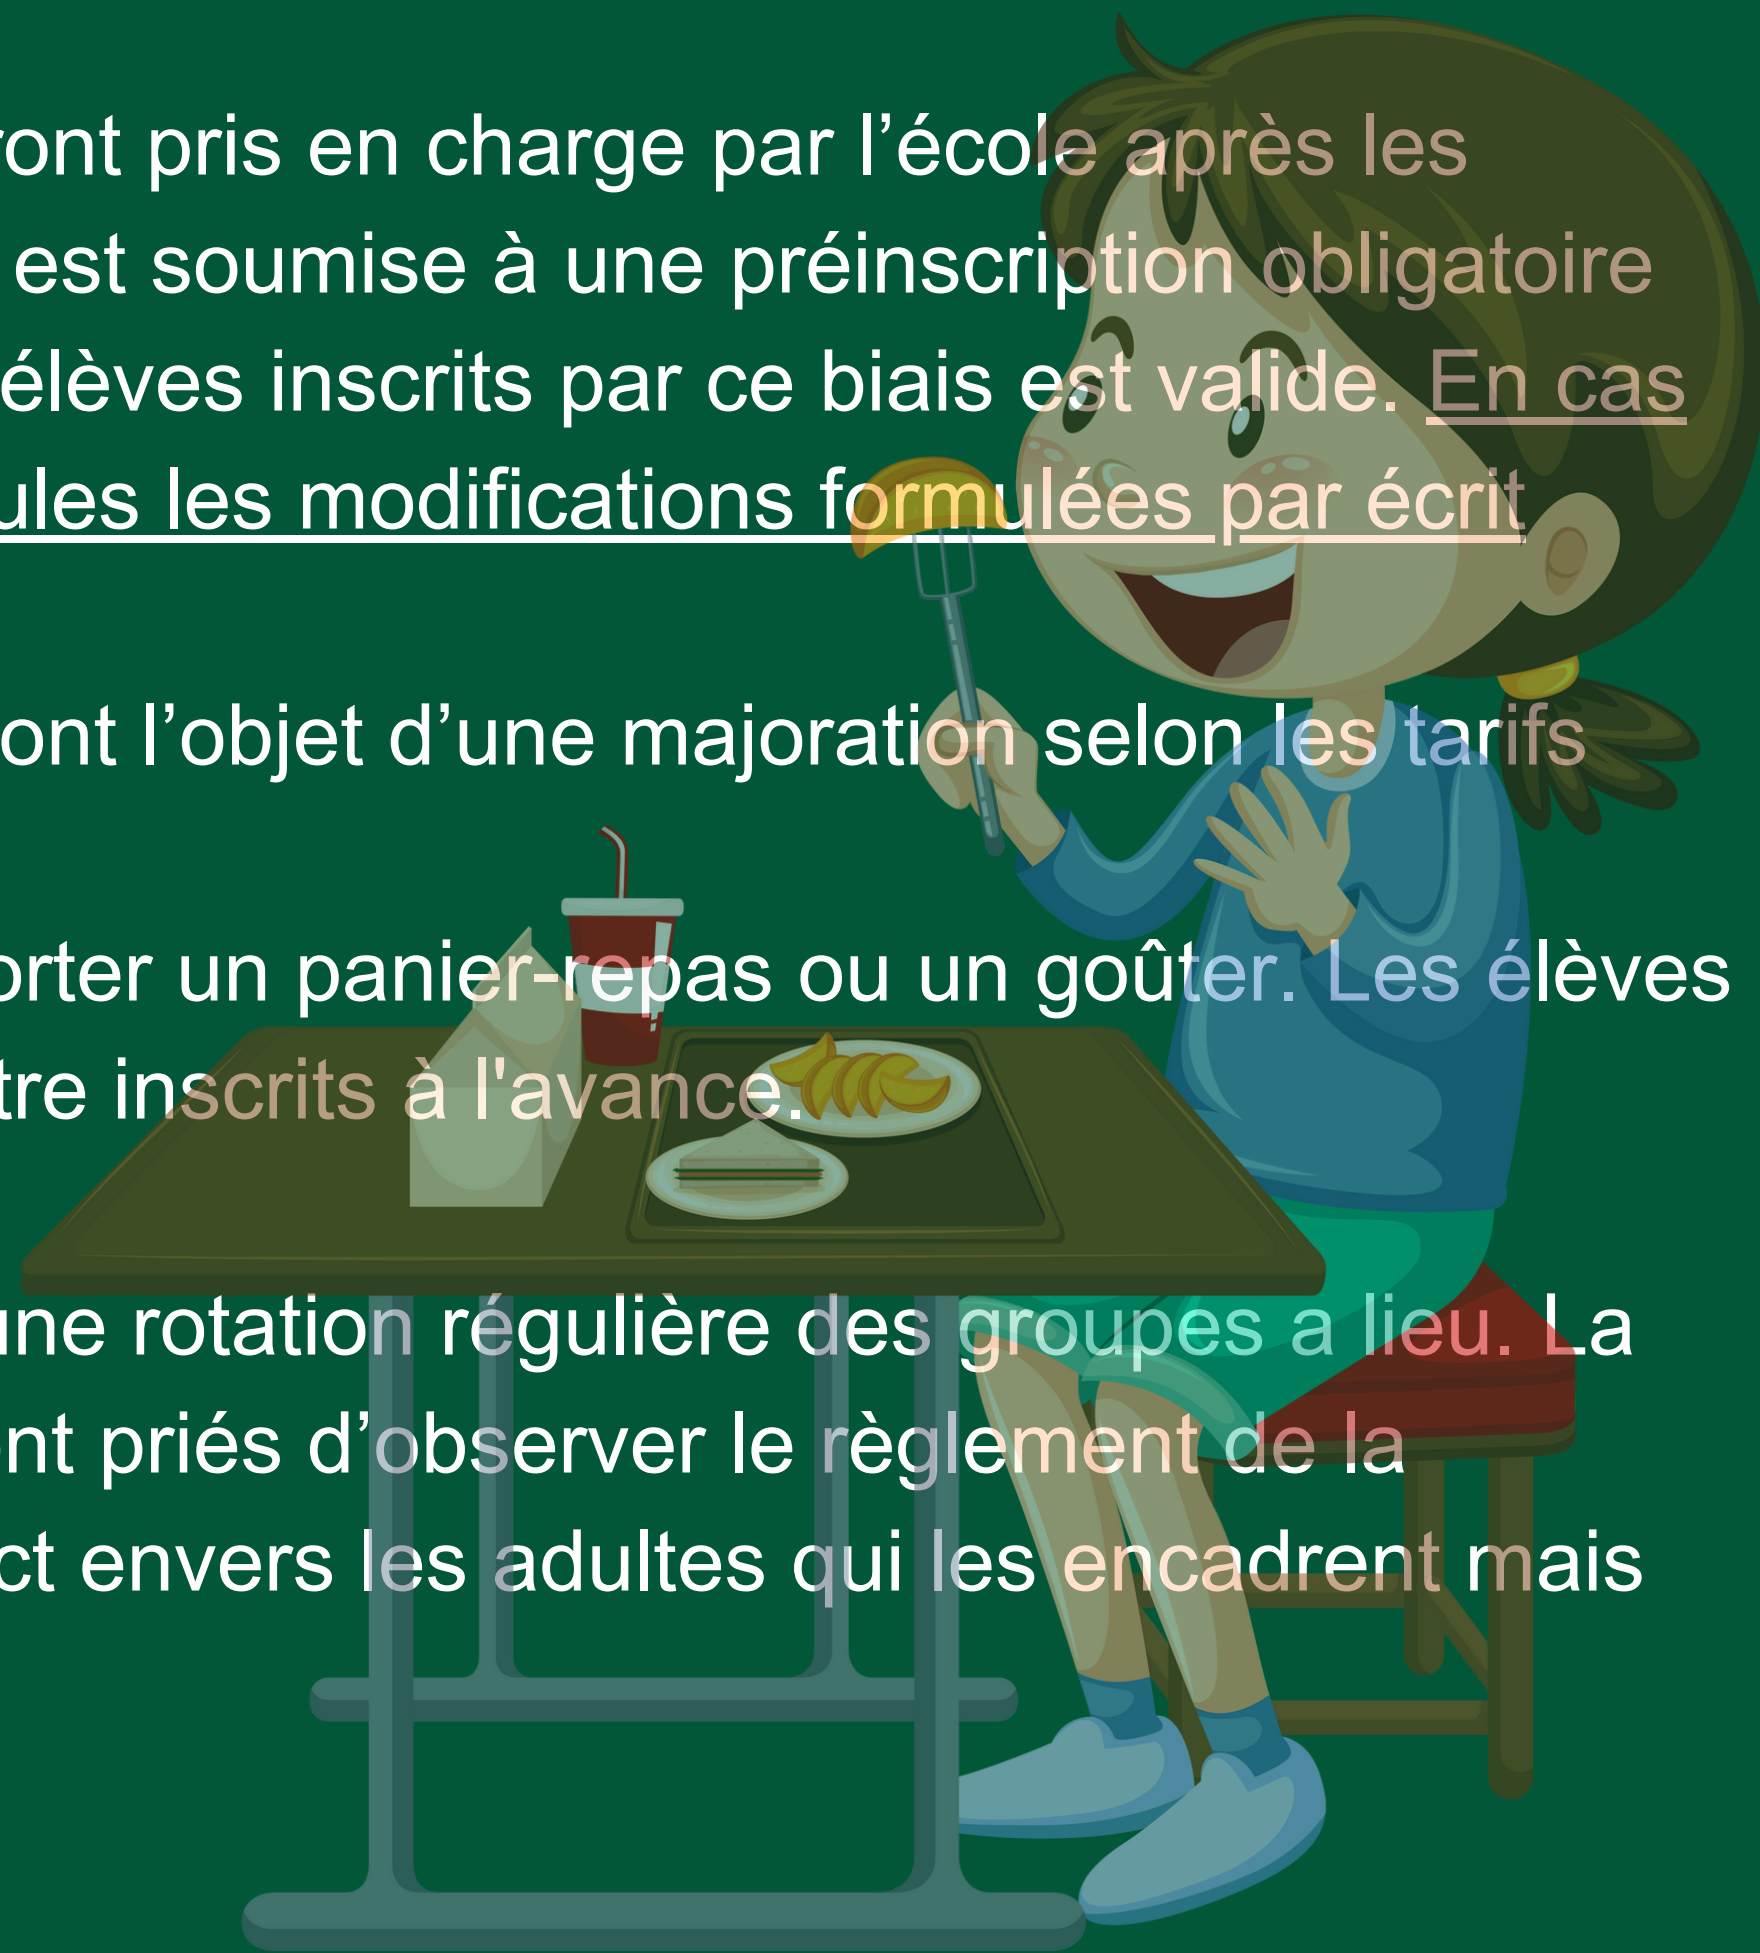 ront pris en charge par l’école après les
est soumise à une préinscription obligatoire
élèves inscrits par ce biais est valide. En cas
ules les modifications formulées par écrit
ont l’objet d’une majoration selon les tarifs
orter un panier-repas ou un goûter. Les élèves
tre inscrits à l'avance.
une rotation régulière des groupes a lieu. La
nt priés d’observer le règlement de la
ct envers les adultes qui les encadrent mais